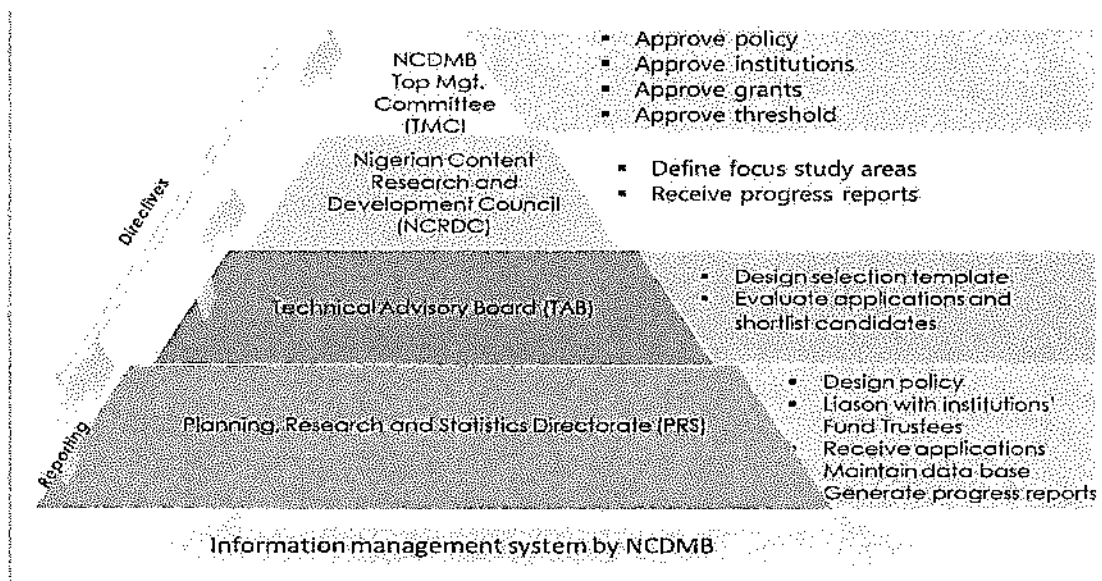 NCDMB
Top Mgt.
Committee
(TMC)
▪ Approve policy
▪ Approve institutions
▪ Approve grants
▪ Approve threshold
Nigerian Content
Research and
Development Council
(NCRDC)
▪ Define focus study areas
▪ Receive progress reports
Directives
Technical Advisory Board (TAB)
▪ Design selection template
▪ Evaluate applications and
shortlist candidates
Planning, Research and Statistics Directorate (PRS)
▪ Design policy
▪ Liason with institutions'
Fund Trustees
▪ Receive applications
Maintain data base
Generate progress reports
Reporting
Information management system by NCDMB